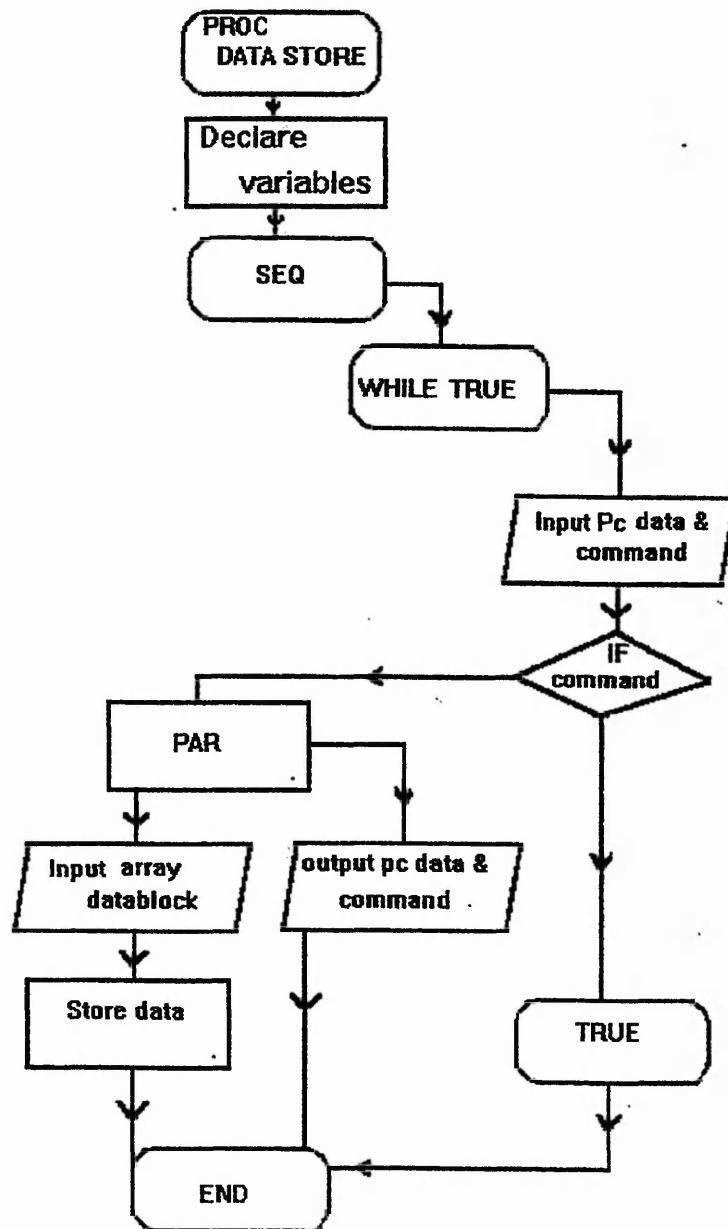 PROC
DATA STORE
Declare
variables
SEQ
WHILE TRUE
Input Pc data &
command
IF
command
PAR
Input array
datablock
output pc data &
command
Store data
TRUE
END